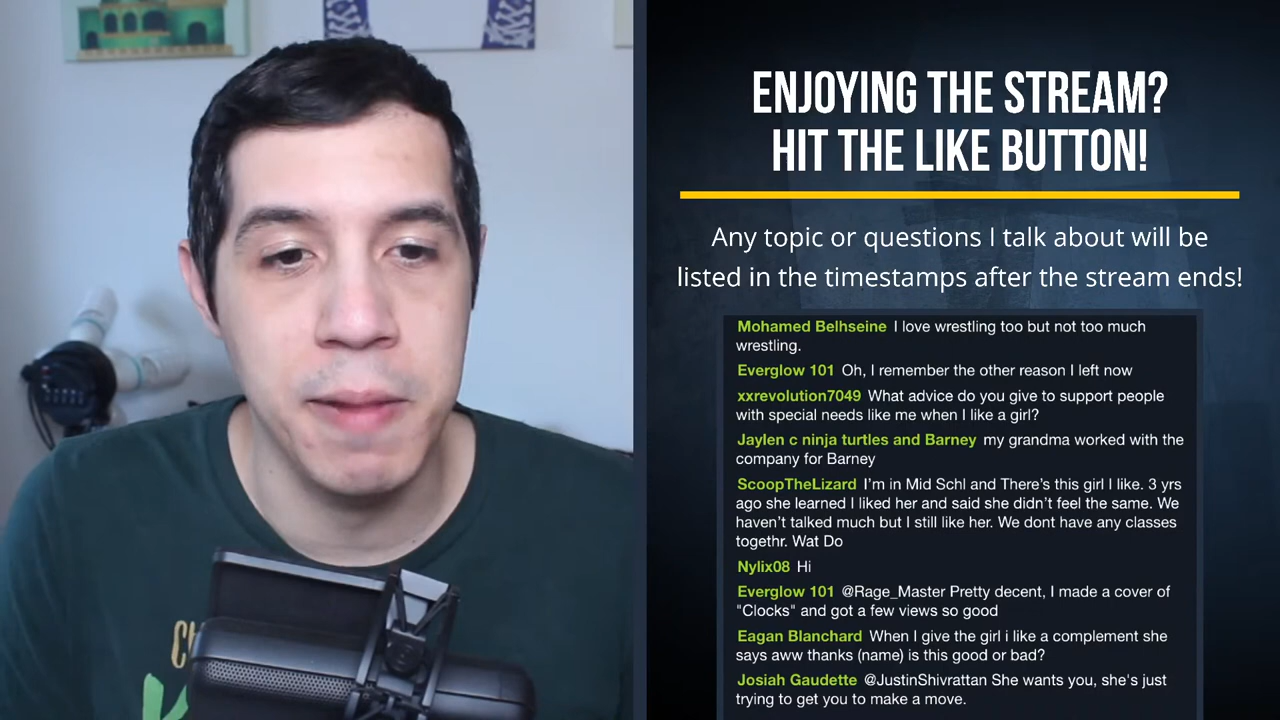 ENJOYING THE STREAM?
HIT THE LIKE BUTTON!
Any topic or questions I talk about will be
listed in the timestamps after the stream ends!
Mohamed Belhseine I love wrestling too but not too much
wrestling.
Everglow 101 Oh, I remember the other reason I left now
xxrevolution7049 What advice do you give to support people
with special needs like me when I like a girl?
Jaylen c ninja turtles and Barney my grandma worked with the
company for Barney
ScoopTheLizard I'm in Mid Schl and There's this girl I like. 3 yrs
ago she learned I liked her and said she didn't feel the same. We
haven't talked much but I still like her. We dont have any classes
togethr. Wat Do
Nylix08 Hi
Everglow 101 @Rage_Master Pretty decent, I made a cover of
"Clocks" and got a few views so good
Eagan Blanchard When I give the girl i like a complement she
says aww thanks (name) is this good or bad?
Josiah Gaudette @JustinShivrattan She wants you, she's just
trying to get you to make a move.